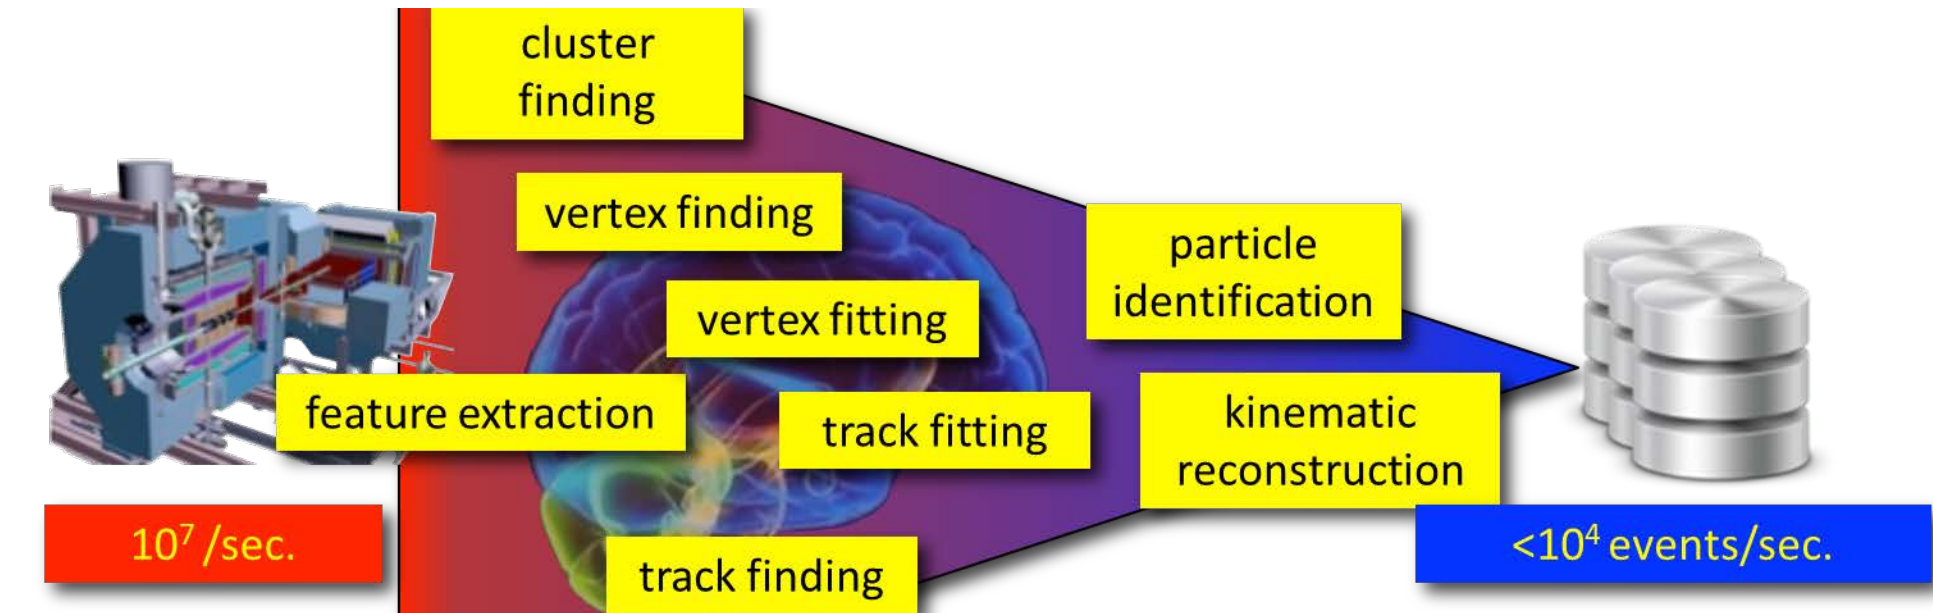 cluster
finding
vertex finding
particle
identification
vertex fitting
feature extraction
track fitting
kinematic
reconstruction
10⁷ /sec.
<10⁴ events/sec.
track finding